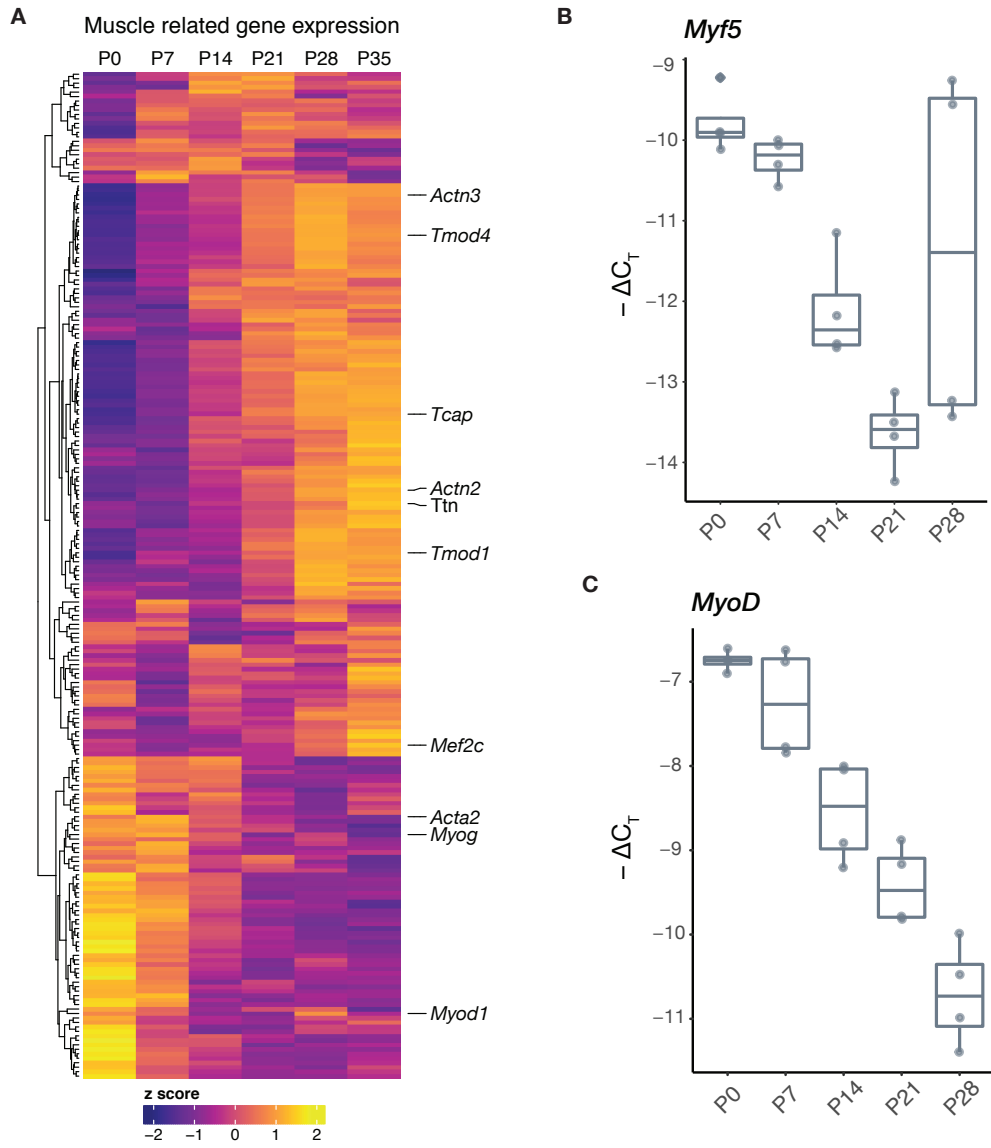 A
Muscle related gene expression
P0 P7 P14 P21 P28 P35
Actn3
Tmod4
Tcap
Actn2
Ttn
Tmod1
Mef2c
Acta2
Myog
Myod1
z score
−2 −1 0 1 2
B
Myf5
−9
−10
−11
−12
−13
−14
− ΔCT
P0 P7 P14 P21 P28
C
MyoD
−7
−8
−9
−10
−11
− ΔCT
P0 P7 P14 P21 P28